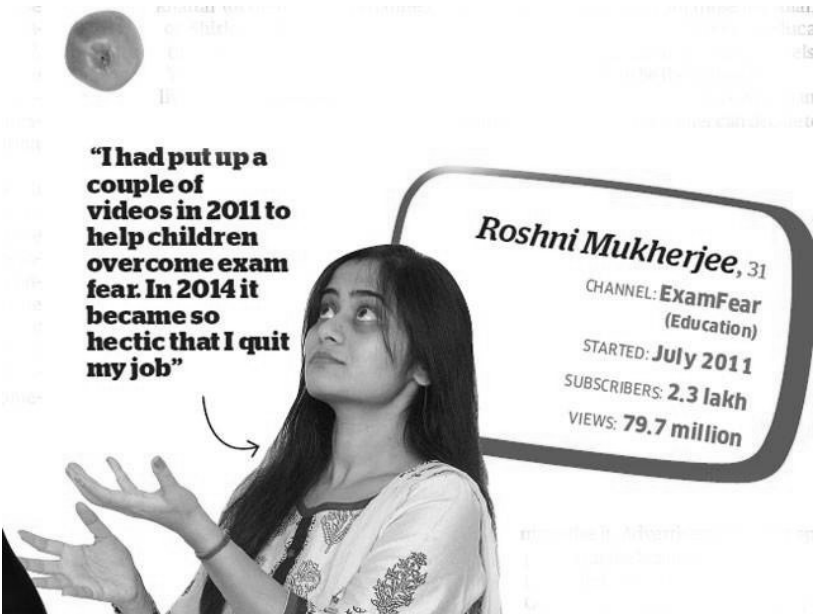 “I had put up a
couple of
videos in 2011 to
help children
overcome exam
fear. In 2014 it
became so
hectic that I quit
my job”
Roshni Mukherjee, 31
CHANNEL: ExamFear
(Education)
STARTED: July 2011
SUBSCRIBERS: 2.3 lakh
VIEWS: 79.7 million